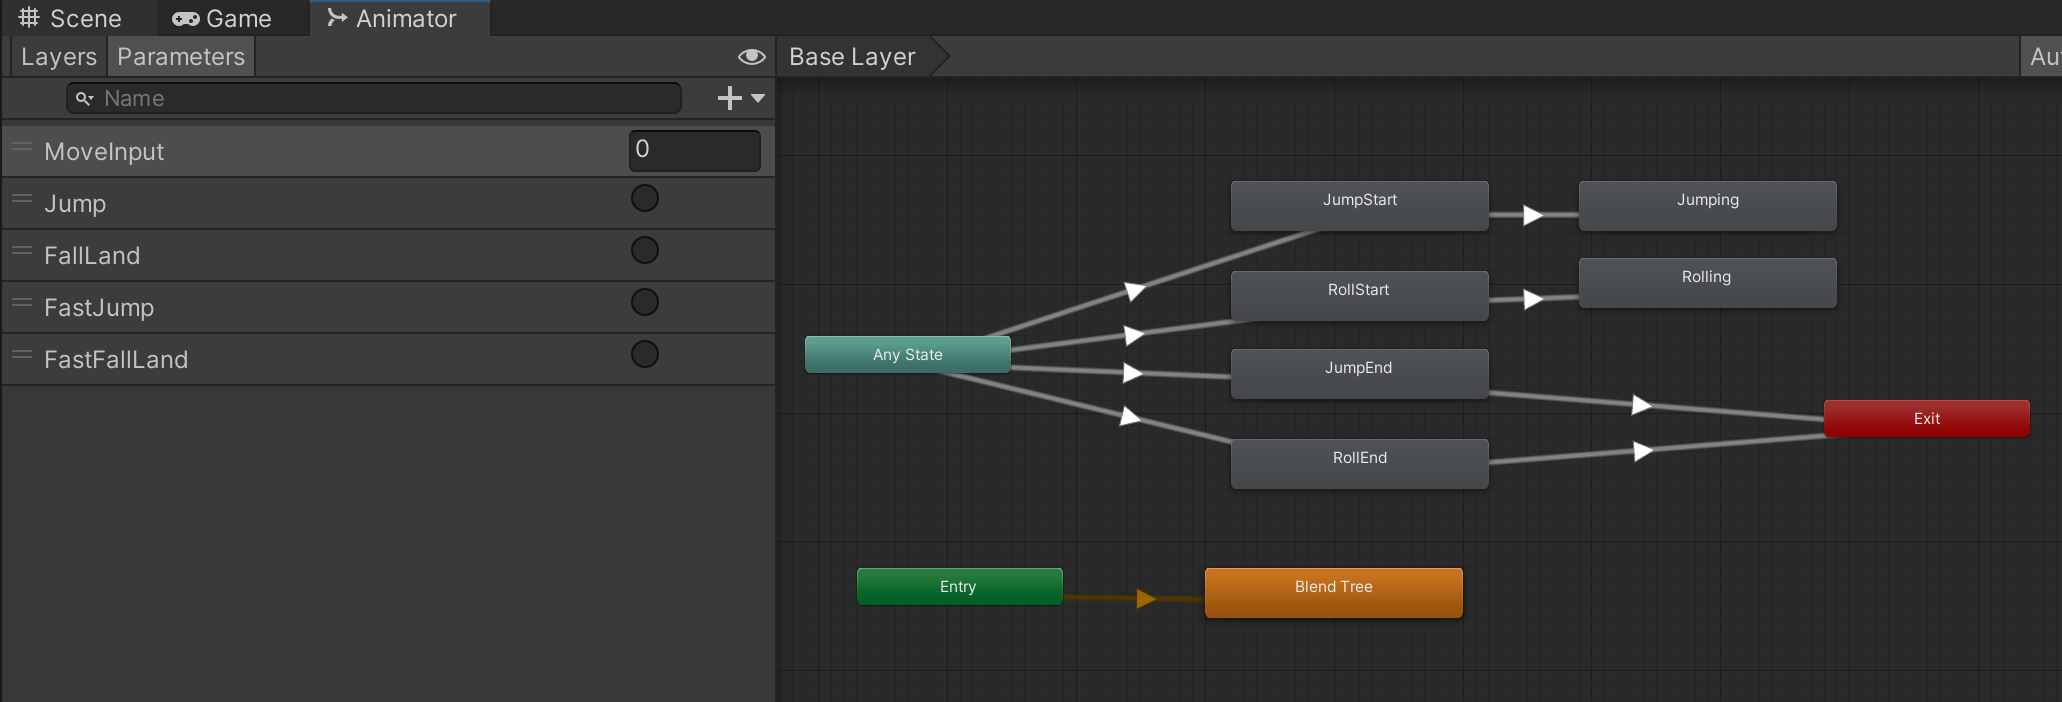 Scene
Game
Animator
Layers
Parameters
Base Layer
Name
MoveInput
0
Jump
FallLand
FastJump
FastFallLand
JumpStart
Jumping
RollStart
Rolling
Any State
JumpEnd
Exit
RollEnd
Entry
Blend Tree